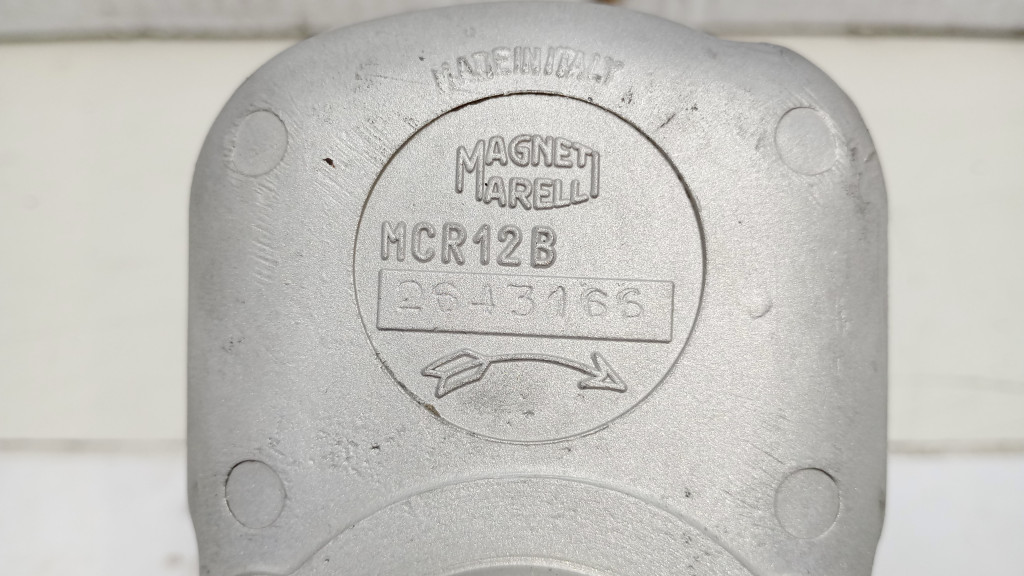 MADE IN ITALY
MAGNETI
MARELLI
MCR12B
2643166